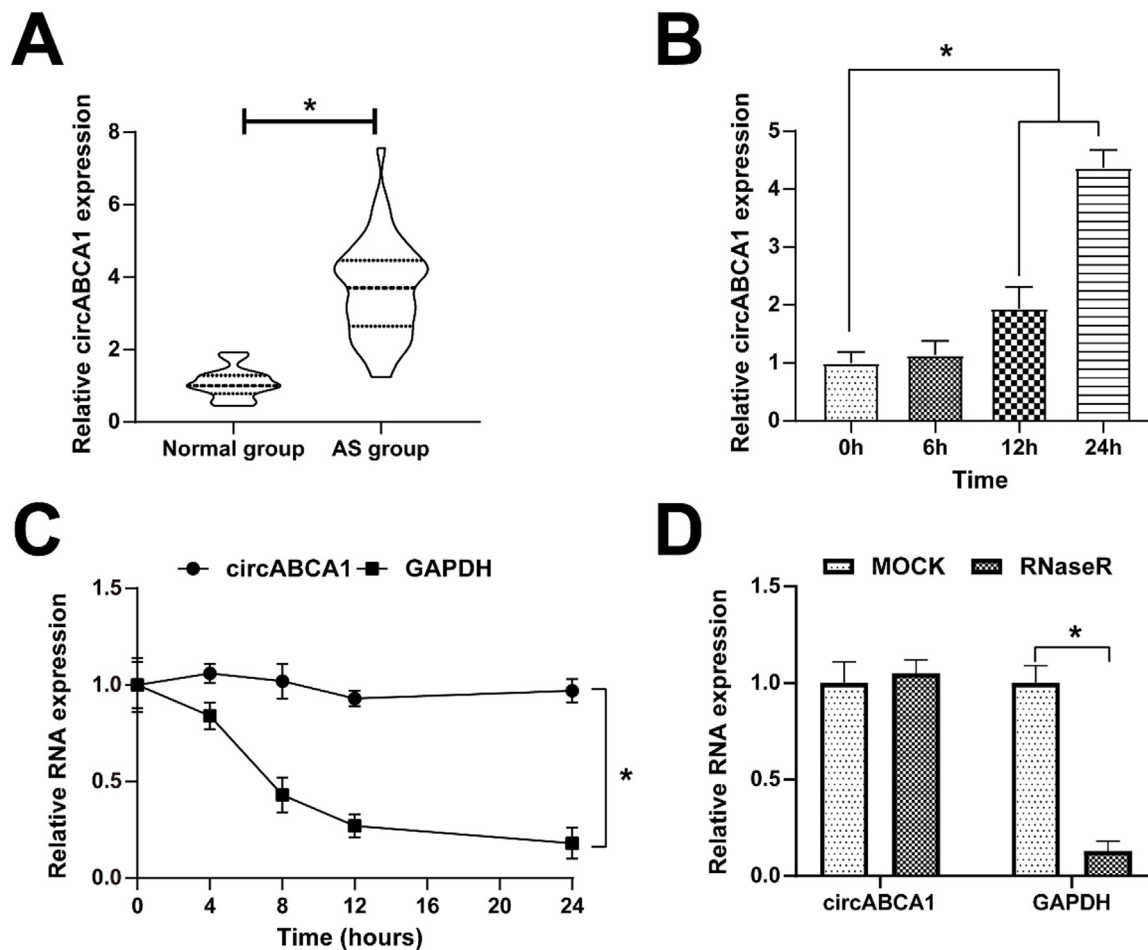 A
Relative circABCA1 expression
8
6
4
2
0
*
Normal group
AS group
B
Relative circABCA1 expression
5
4
3
2
1
0
*
0h
6h
12h
24h
Time
C
circABCA1
GAPDH
Relative RNA expression
1.5
1.0
0.5
0.0
*
0
4
8
12
16
20
24
Time (hours)
D
MOCK
RNaseR
Relative RNA expression
1.5
1.0
0.5
0.0
*
circABCA1
GAPDH